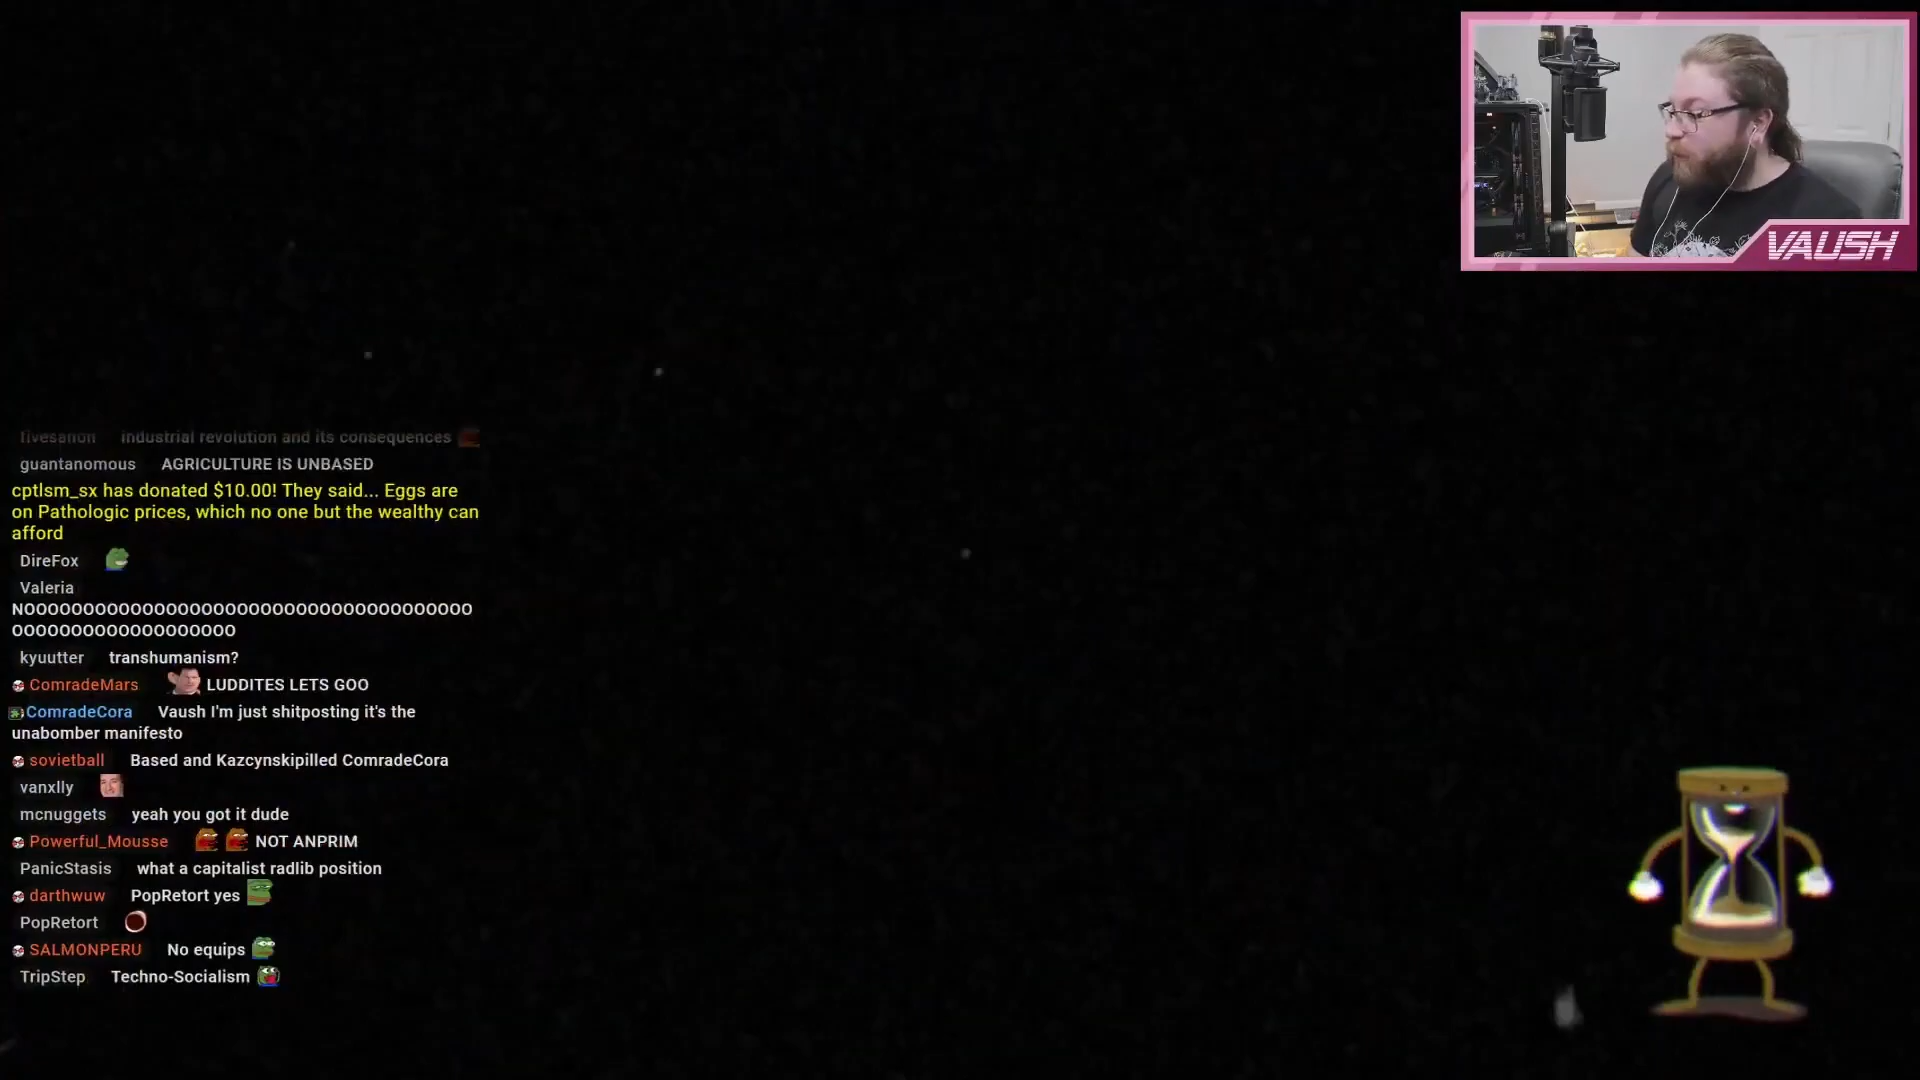 VAUSH
fivesanon industrial revolution and its consequences
guantanomous AGRICULTURE IS UNBASED
cptlsm_sx has donated $10.00! They said... Eggs are
on Pathologic prices, which no one but the wealthy can
afford
DireFox
Valeria
NOOOOOOOOOOOOOOOOOOOOOOOOOOOOOOOOOOOOOO
OOOOOOOOOOOOOOOOOOO
kyuutter transhumanism?
ComradeMars LUDDITES LETS GOO
ComradeCora Vaush I'm just shitposting it's the
unabomber manifesto
sovietball Based and Kazcynskipilled ComradeCora
vanxlly
mcnuggets yeah you got it dude
Powerful_Mousse NOT ANPRIM
PanicStasis what a capitalist radlib position
darthwuw PopRetort yes
PopRetort
SALMONPERU No equips
TripStep Techno-Socialism